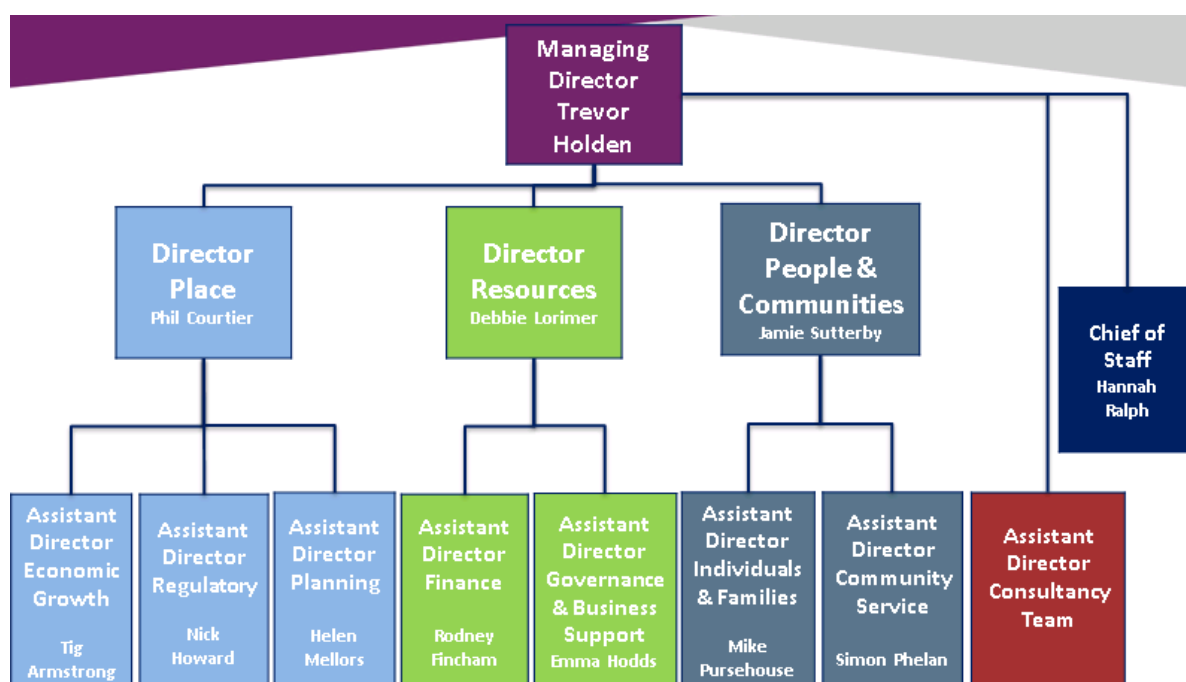 Managing
Director
Trevor
Holden
Director
Place
Phil Courtier
Director
Resources
Debbie Lorimer
Director
People &
Communities
Jamie Sutterby
Chief of
Staff
Hannah
Ralph
Assistant
Director
Economic
Growth
Tig
Armstrong
Assistant
Director
Regulatory
Nick
Howard
Assistant
Director
Planning
Helen
Mellors
Assistant
Director
Finance
Rodney
Fincham
Assistant
Director
Governance
& Business
Support
Emma Hodds
Assistant
Director
Individuals
& Families
Mike
Pursehouse
Assistant
Director
Community
Service
Simon Phelan
Assistant
Director
Consultancy
Team